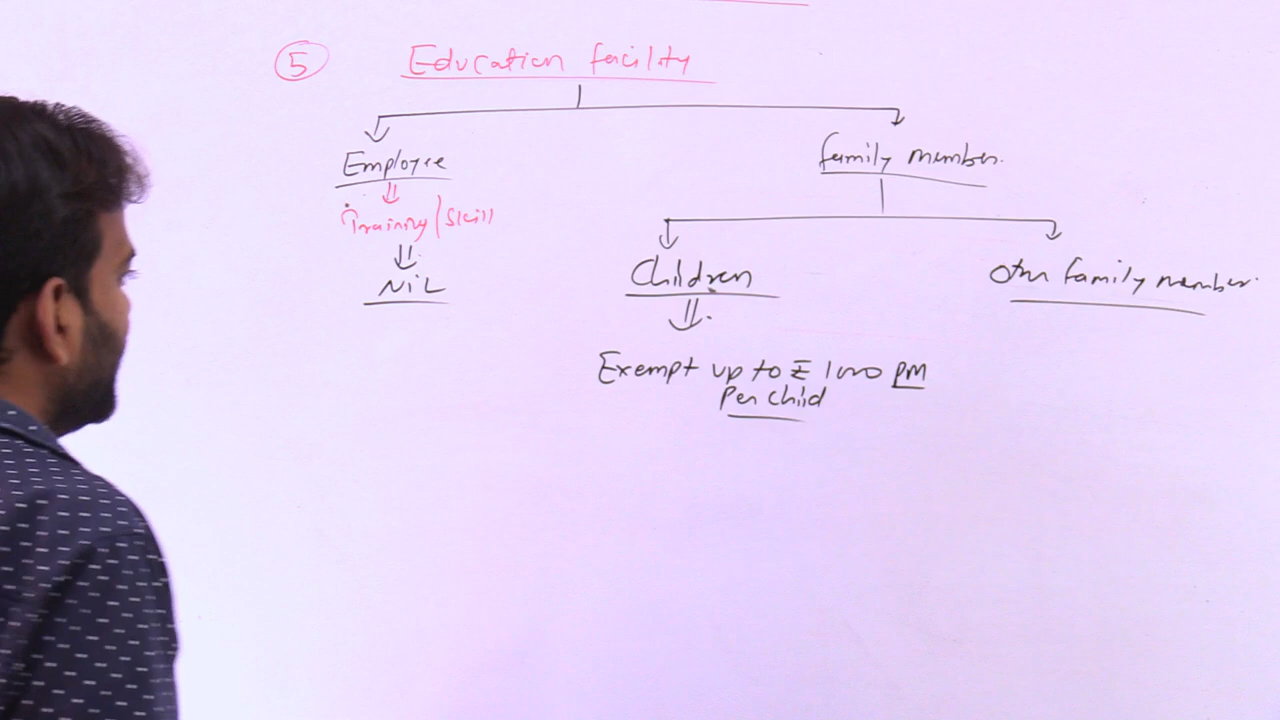 5 Education facility
Employee
family member.
Training/Skill
NIL
Children
Other family member.
Exempt up to ₹ 1000 PM
Per Child